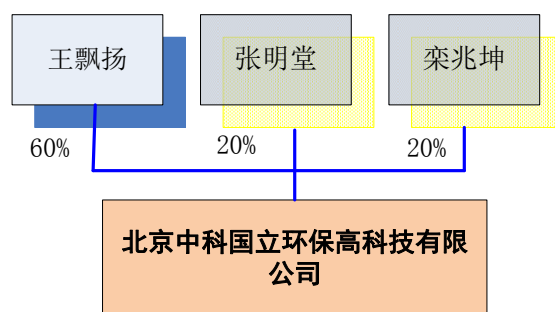 王飘扬
张明堂
栾兆坤
60%
20%
20%
北京中科国立环保高科技有限
公司